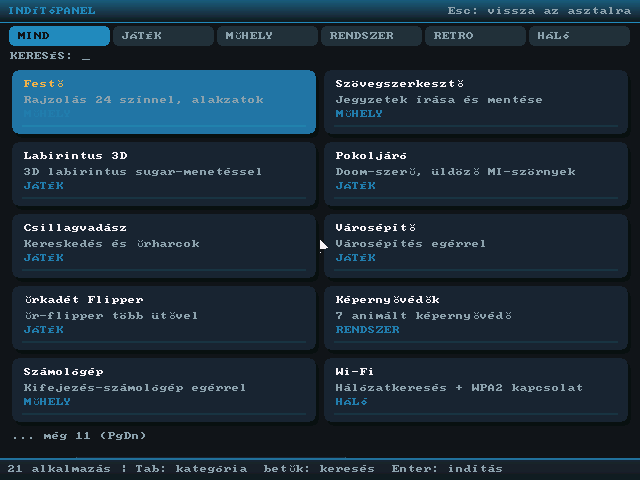 INDÍTÓPANEL
Esc: vissza az asztalra
MIND
JÁTÉK
MŰHELY
RENDSZER
RETRO
HÁLÓ
KERESÉS: _
Festő
Rajzolás 24 színnel, alakzatok
MŰHELY
Szövegszerkesztő
Jegyzetek írása és mentése
MŰHELY
Labirintus 3D
3D labirintus sugár-menetéssel
JÁTÉK
Pokoljáró
Doom-szerű, üldöző MI-szörnyek
JÁTÉK
Csillagvadász
Kereskedés és űrharcok
JÁTÉK
Városépítő
Városépítés egérrel
JÁTÉK
Űrkadét Flipper
Űr-flipper több ütővel
JÁTÉK
Képernyővédők
7 animált képernyővédő
RENDSZER
Számológép
Kifejezés-számológép egérrel
MŰHELY
Wi-Fi
Hálózatkeresés + WPA2 kapcsolat
HÁLÓ
... még 11 (PgDn)
21 alkalmazás | Tab: kategória  betűk: keresés  Enter: indítás